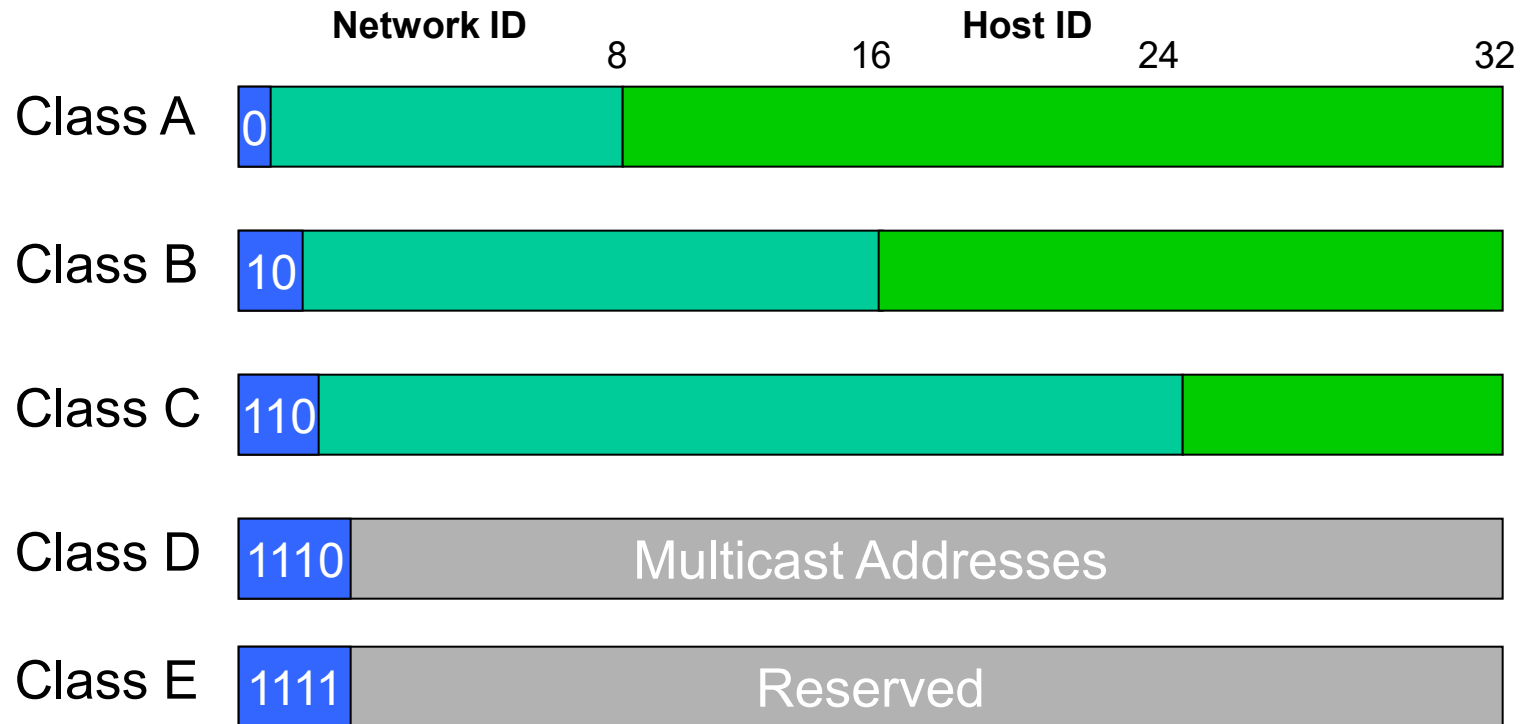 Network ID Host ID
8 16 24 32
Class A 0
Class B 10
Class C 110
Class D 1110 Multicast Addresses
Class E 1111 Reserved